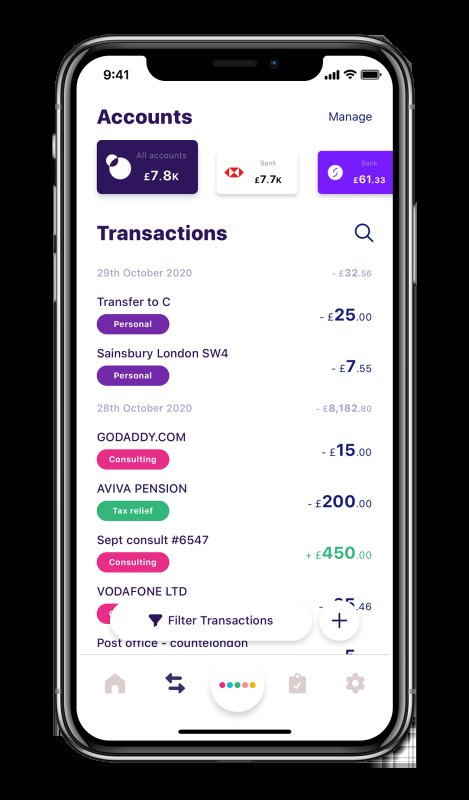 9:41
Accounts
Manage
All accounts
£7.8K
Bank
£7.7K
Bank
£61.33
Transactions
29th October 2020 - £32.56
Transfer to C
Personal
- £25.00
Sainsbury London SW4
Personal
- £7.55
28th October 2020 - £8,182.80
GODADDY.COM
Consulting
- £15.00
AVIVA PENSION
Tax relief
- £200.00
Sept consult #6547
Consulting
+ £450.00
VODAFONE LTD
.46
Filter Transactions
+
Post office - countelondon